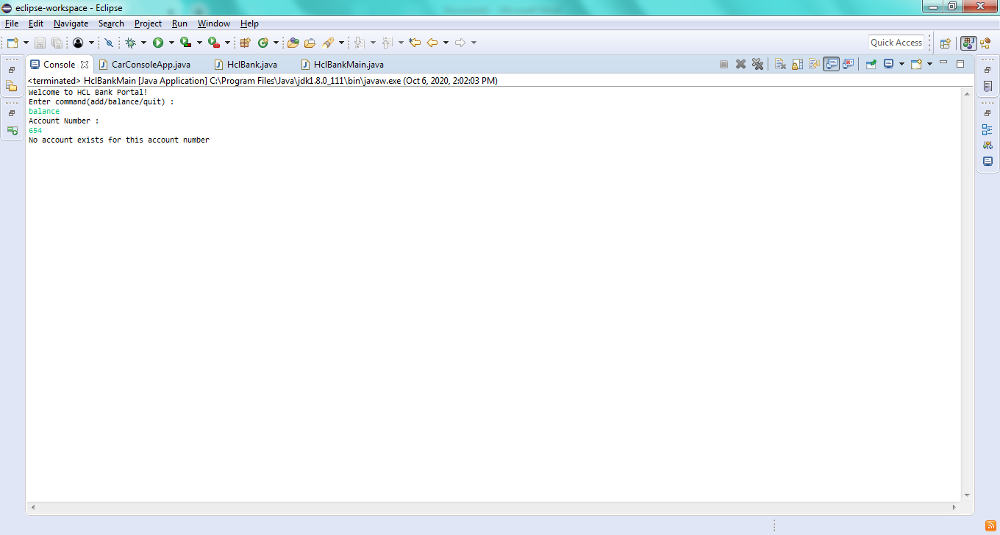 eclipse-workspace - Eclipse
File Edit Navigate Search Project Run Window Help
Quick Access
Console CarConsoleApp.java HclBank.java HclBankMain.java
<terminated> HclBankMain [Java Application] C:\Program Files\Java\jdk1.8.0_111\bin\javaw.exe (Oct 6, 2020, 2:02:03 PM)
Welcome to HCL Bank Portal!
Enter command(add/balance/quit) :
balance
Account Number :
654
No account exists for this account number